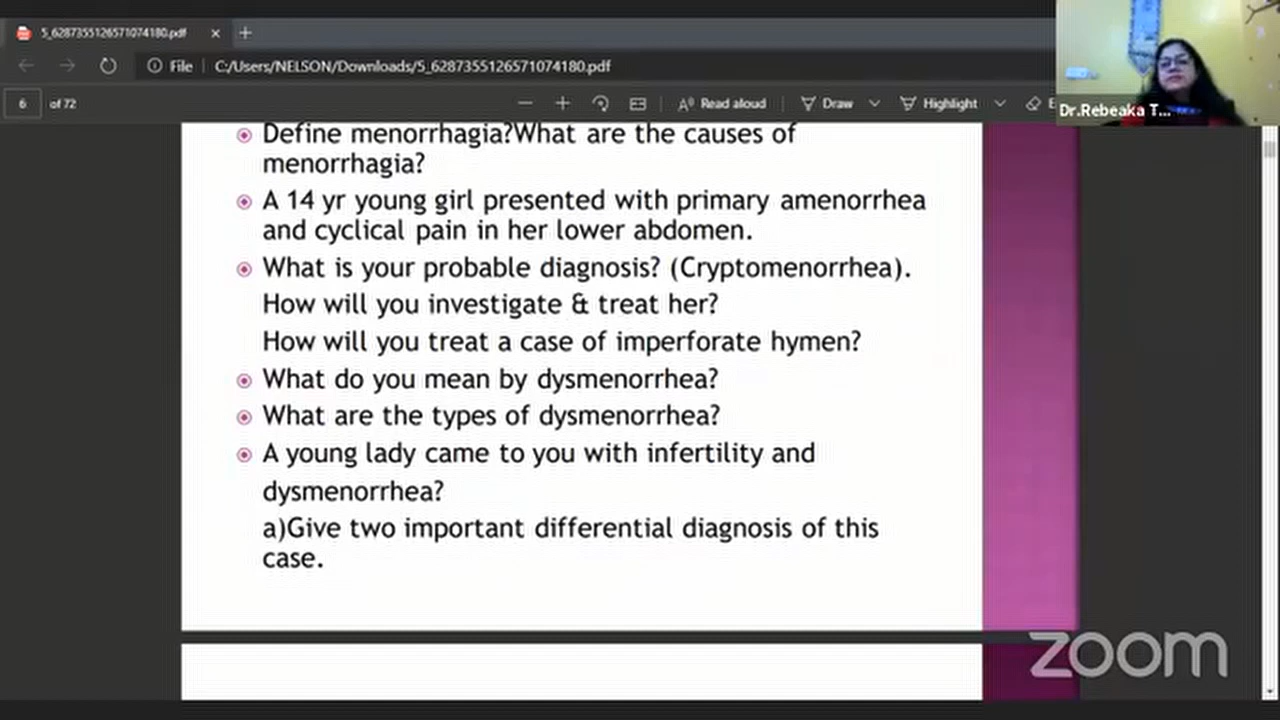 5_6287355126571074180.pdf
File
C:/Users/NELSON/Downloads/5_6287355126571074180.pdf
6 of 72
Read aloud
Draw
Highlight
E
Dr.Rebeaka T...
Define menorrhagia?What are the causes of
menorrhagia?
A 14 yr young girl presented with primary amenorrhea
and cyclical pain in her lower abdomen.
What is your probable diagnosis? (Cryptomenorrhea).
How will you investigate & treat her?
How will you treat a case of imperforate hymen?
What do you mean by dysmenorrhea?
What are the types of dysmenorrhea?
A young lady came to you with infertility and
dysmenorrhea?
a)Give two important differential diagnosis of this
case.
zoom